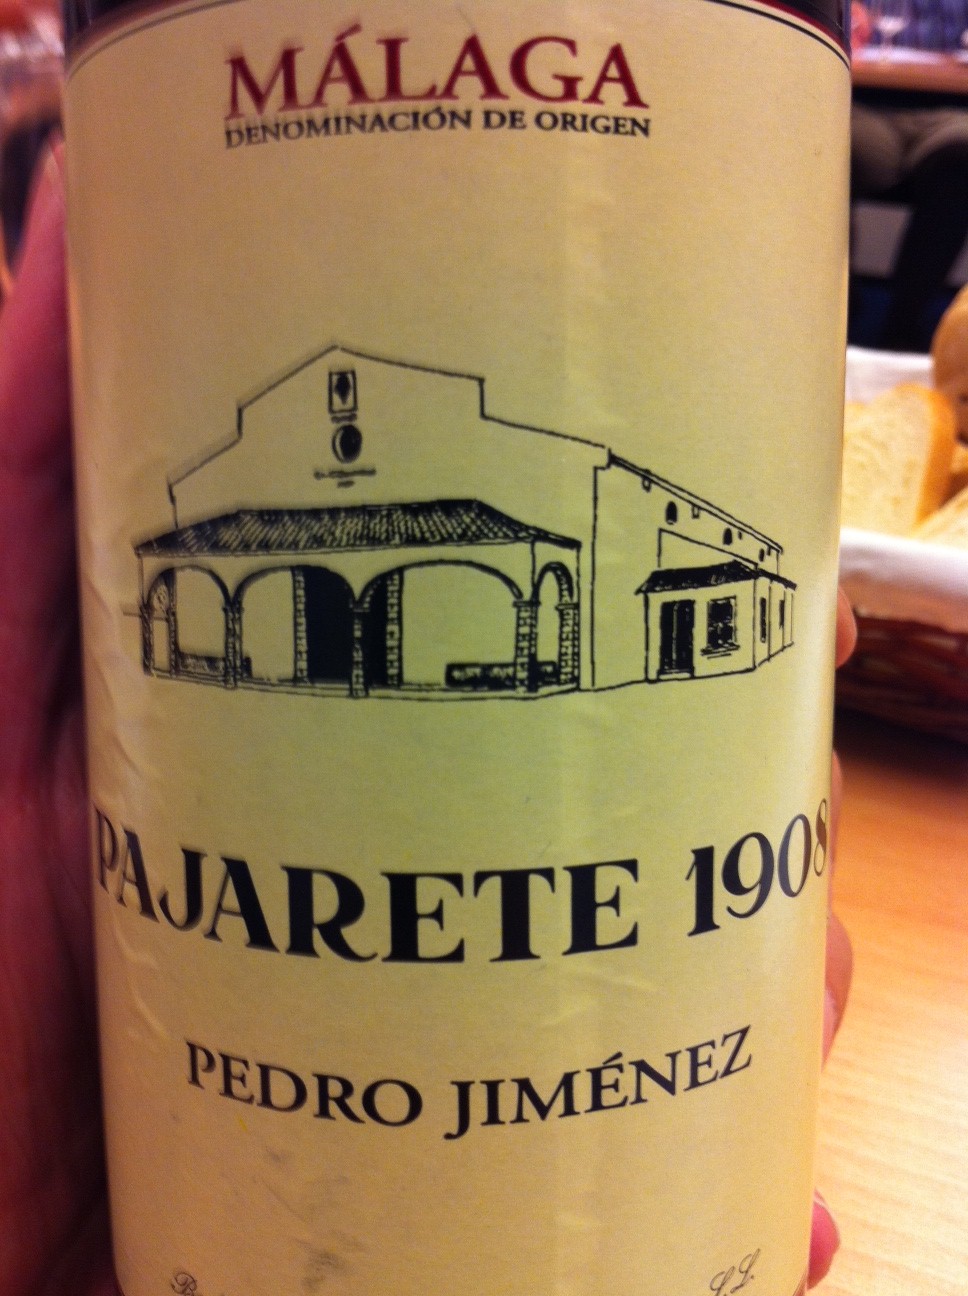 MÁLAGA
DENOMINACIÓN DE ORIGEN
PAJARETE 1908
PEDRO JIMÉNEZ